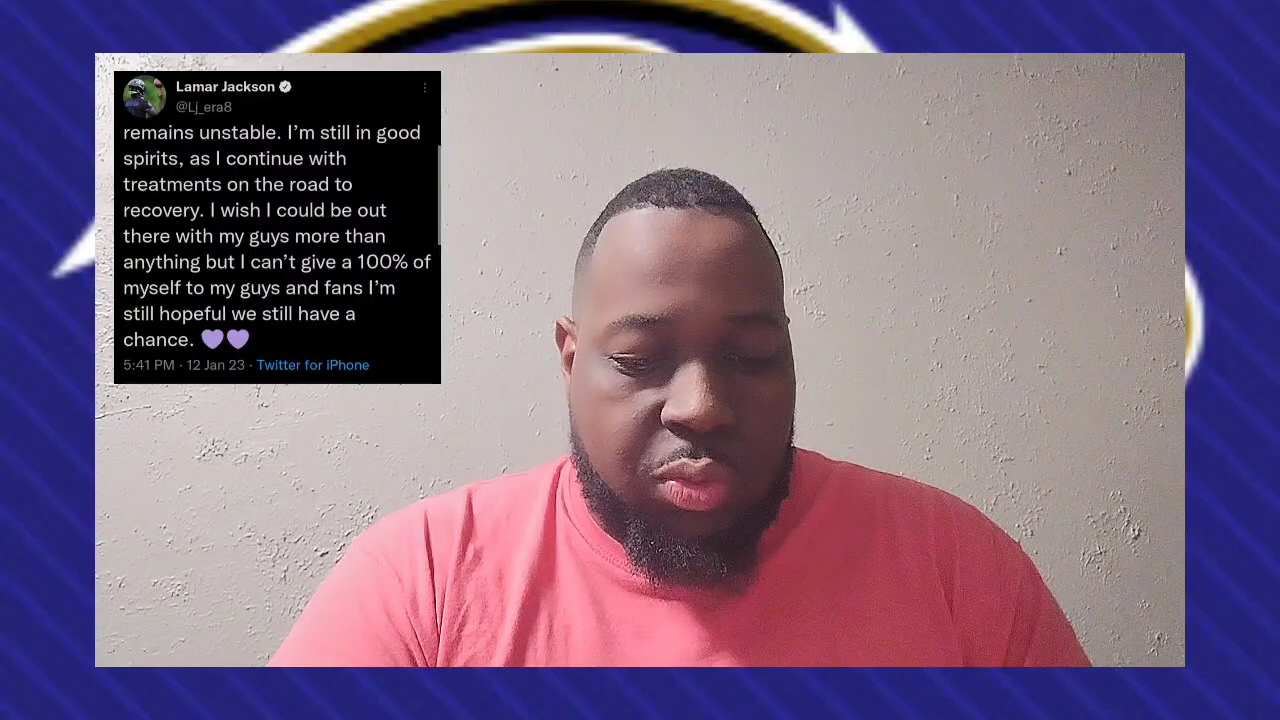 Lamar Jackson
@Lj_era8
remains unstable. I’m still in good
spirits, as I continue with
treatments on the road to
recovery. I wish I could be out
there with my guys more than
anything but I can’t give a 100% of
myself to my guys and fans I’m
still hopeful we still have a
chance. 💜💜
5:41 PM · 12 Jan 23 · Twitter for iPhone